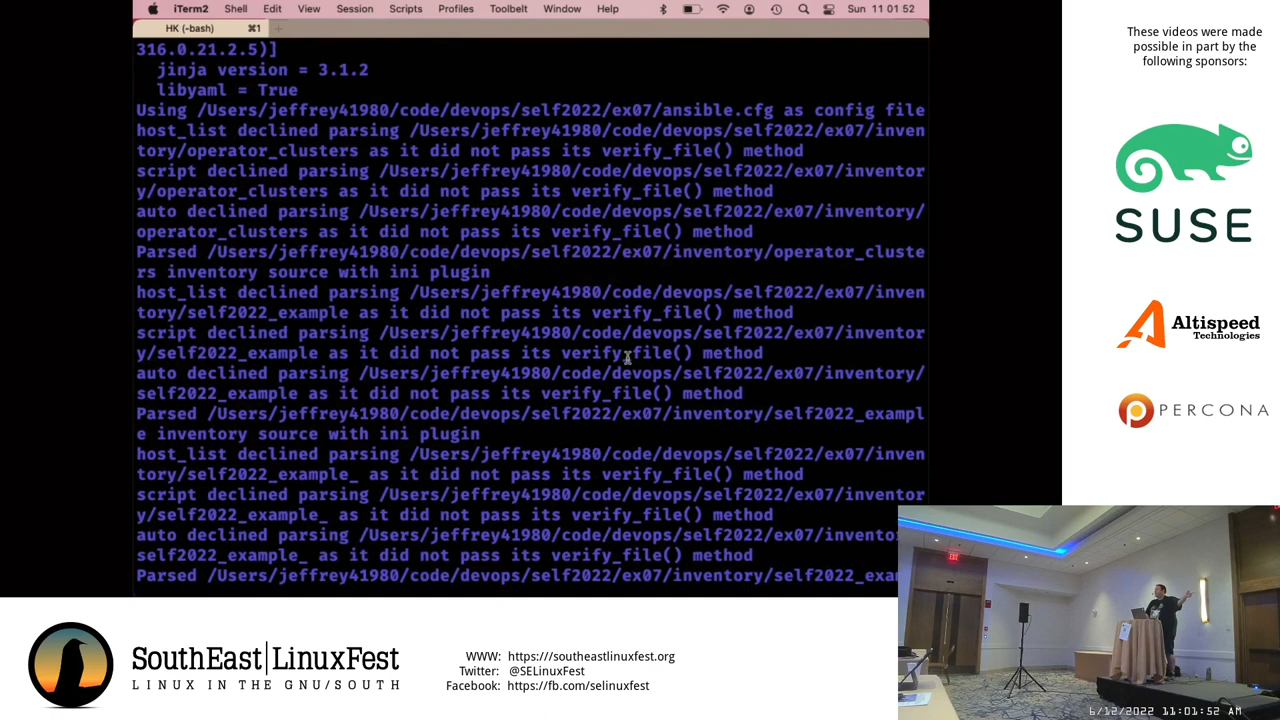 iTerm2 Shell Edit View Session Scripts Profiles Toolbelt Window Help Sun 11 01 52
HK (-bash) ⌘1
316.0.21.2.5)]
jinja version = 3.1.2
libyaml = True
Using /Users/jeffrey41980/code/devops/self2022/ex07/ansible.cfg as config file
host_list declined parsing /Users/jeffrey41980/code/devops/self2022/ex07/inven
tory/operator_clusters as it did not pass its verify_file() method
script declined parsing /Users/jeffrey41980/code/devops/self2022/ex07/inventor
y/operator_clusters as it did not pass its verify_file() method
auto declined parsing /Users/jeffrey41980/code/devops/self2022/ex07/inventory/
operator_clusters as it did not pass its verify_file() method
Parsed /Users/jeffrey41980/code/devops/self2022/ex07/inventory/operator_cluste
rs inventory source with ini plugin
host_list declined parsing /Users/jeffrey41980/code/devops/self2022/ex07/inven
tory/self2022_example as it did not pass its verify_file() method
script declined parsing /Users/jeffrey41980/code/devops/self2022/ex07/inventor
y/self2022_example as it did not pass its verify_file() method
auto declined parsing /Users/jeffrey41980/code/devops/self2022/ex07/inventory/
self2022_example as it did not pass its verify_file() method
Parsed /Users/jeffrey41980/code/devops/self2022/ex07/inventory/self2022_exampl
e inventory source with ini plugin
host_list declined parsing /Users/jeffrey41980/code/devops/self2022/ex07/inven
tory/self2022_example_ as it did not pass its verify_file() method
script declined parsing /Users/jeffrey41980/code/devops/self2022/ex07/inventor
y/self2022_example_ as it did not pass its verify_file() method
auto declined parsing /Users/jeffrey41980/code/devops/self2022/ex07/invento
self2022_example_ as it did not pass its verify_file() method
Parsed /Users/jeffrey41980/code/devops/self2022/ex07/inventory/self2022_exa
These videos were made
possible in part by the
following sponsors:
SUSE
Altispeed
Technologies
PERCONA
6/12/2022 11:01:52 AM
SouthEast LinuxFest
LINUX IN THE GNU/SOUTH
WWW: https://southeastlinuxfest.org
Twitter: @SELinuxFest
Facebook: https://fb.com/selinuxfest